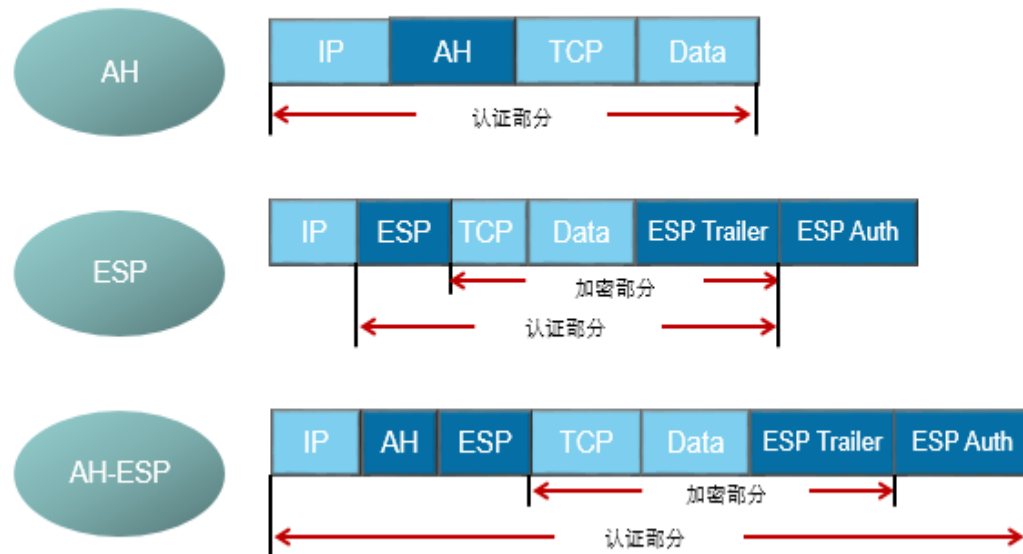 AH
IP AH TCP Data
认证部分
ESP
IP ESP TCP Data ESP Trailer ESP Auth
加密部分
认证部分
AH-ESP
IP AH ESP TCP Data ESP Trailer ESP Auth
加密部分
认证部分